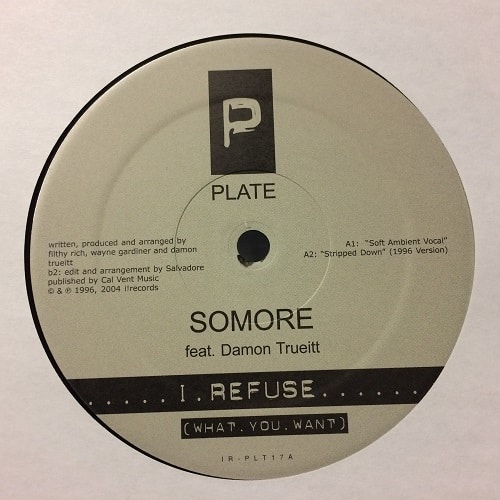 P
PLATE
written, produced and arranged by
filthy rich, wayne gardiner and damon
trueitt
b2: edit and arrangement by Salvadore
published by Cal Vent Music
© & ℗ 1996, 2004 i!records
A1: "Soft Ambient Vocal"
A2: "Stripped Down" (1996 Version)
SOMORE
feat. Damon Trueitt
.....I.REFUSE......
(WHAT.YOU.WANT)
IR-PLT17A